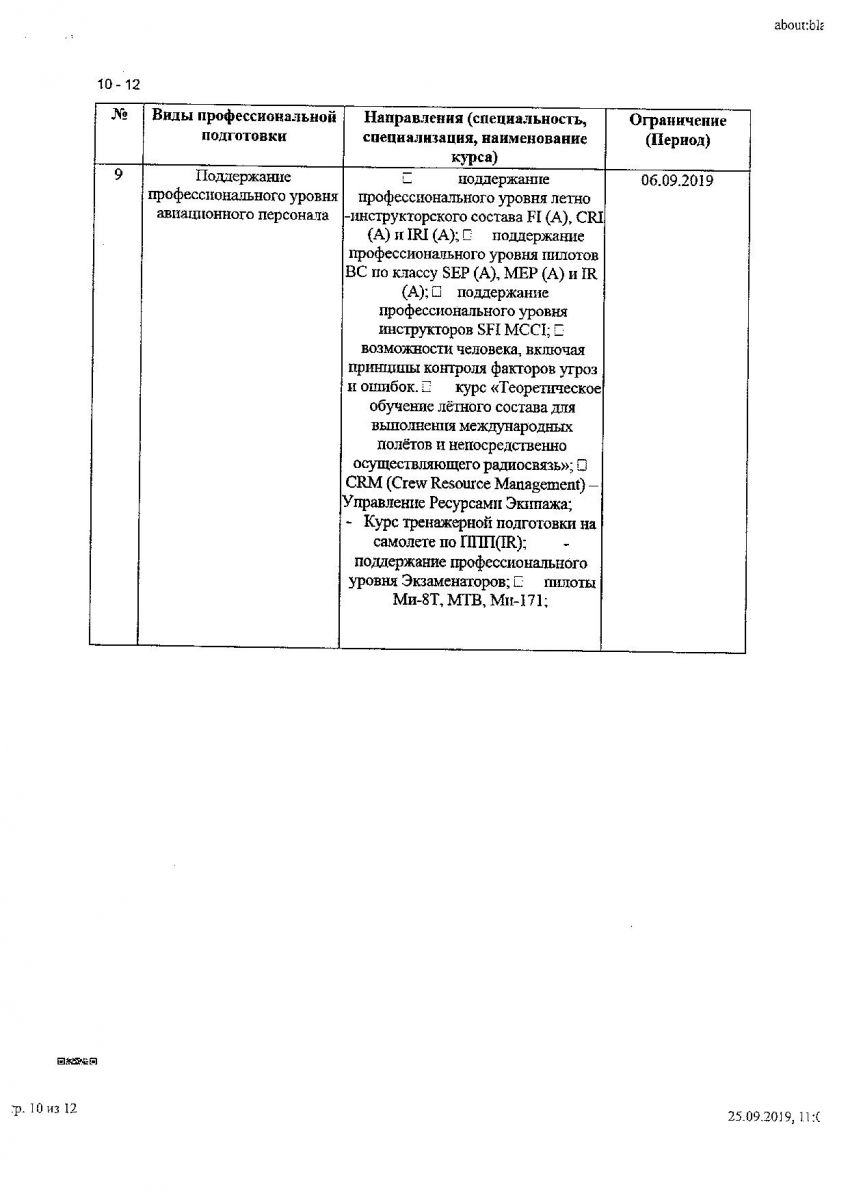 about:bla
10 - 12
№ Виды профессиональной подготовки Направления (специальность, специализация, наименование курса) Ограничение (Период)
9 Поддержание 
профессионального уровня
авиационного персонала
☐ поддержание
профессионального уровня летно
-инструкторского состава FI (A), CRI
(A) и IRI (A); ☐ поддержание
профессионального уровня пилотов
ВС по классу SEP (A), MEP (A) и IR
(A); ☐ поддержание
профессионального уровня
инструкторов SFI MCCI; ☐
возможности человека, включая
принципы контроля факторов угроз
и ошибок. ☐ курс «Теоретическое
обучение лётного состава для
выполнения международных
полётов и непосредственно
осуществляющего радиосвязь»; ☐
CRM (Crew Resource Management) –
Управление Ресурсами Экипажа;
- Курс тренажерной подготовки на
самолете по ППП(IR); -
поддержание профессионального
уровня Экзаменаторов; ☐ пилоты
Ми-8Т, МТВ, Ми-171;
06.09.2019
р. 10 из 12
25.09.2019, 11:0